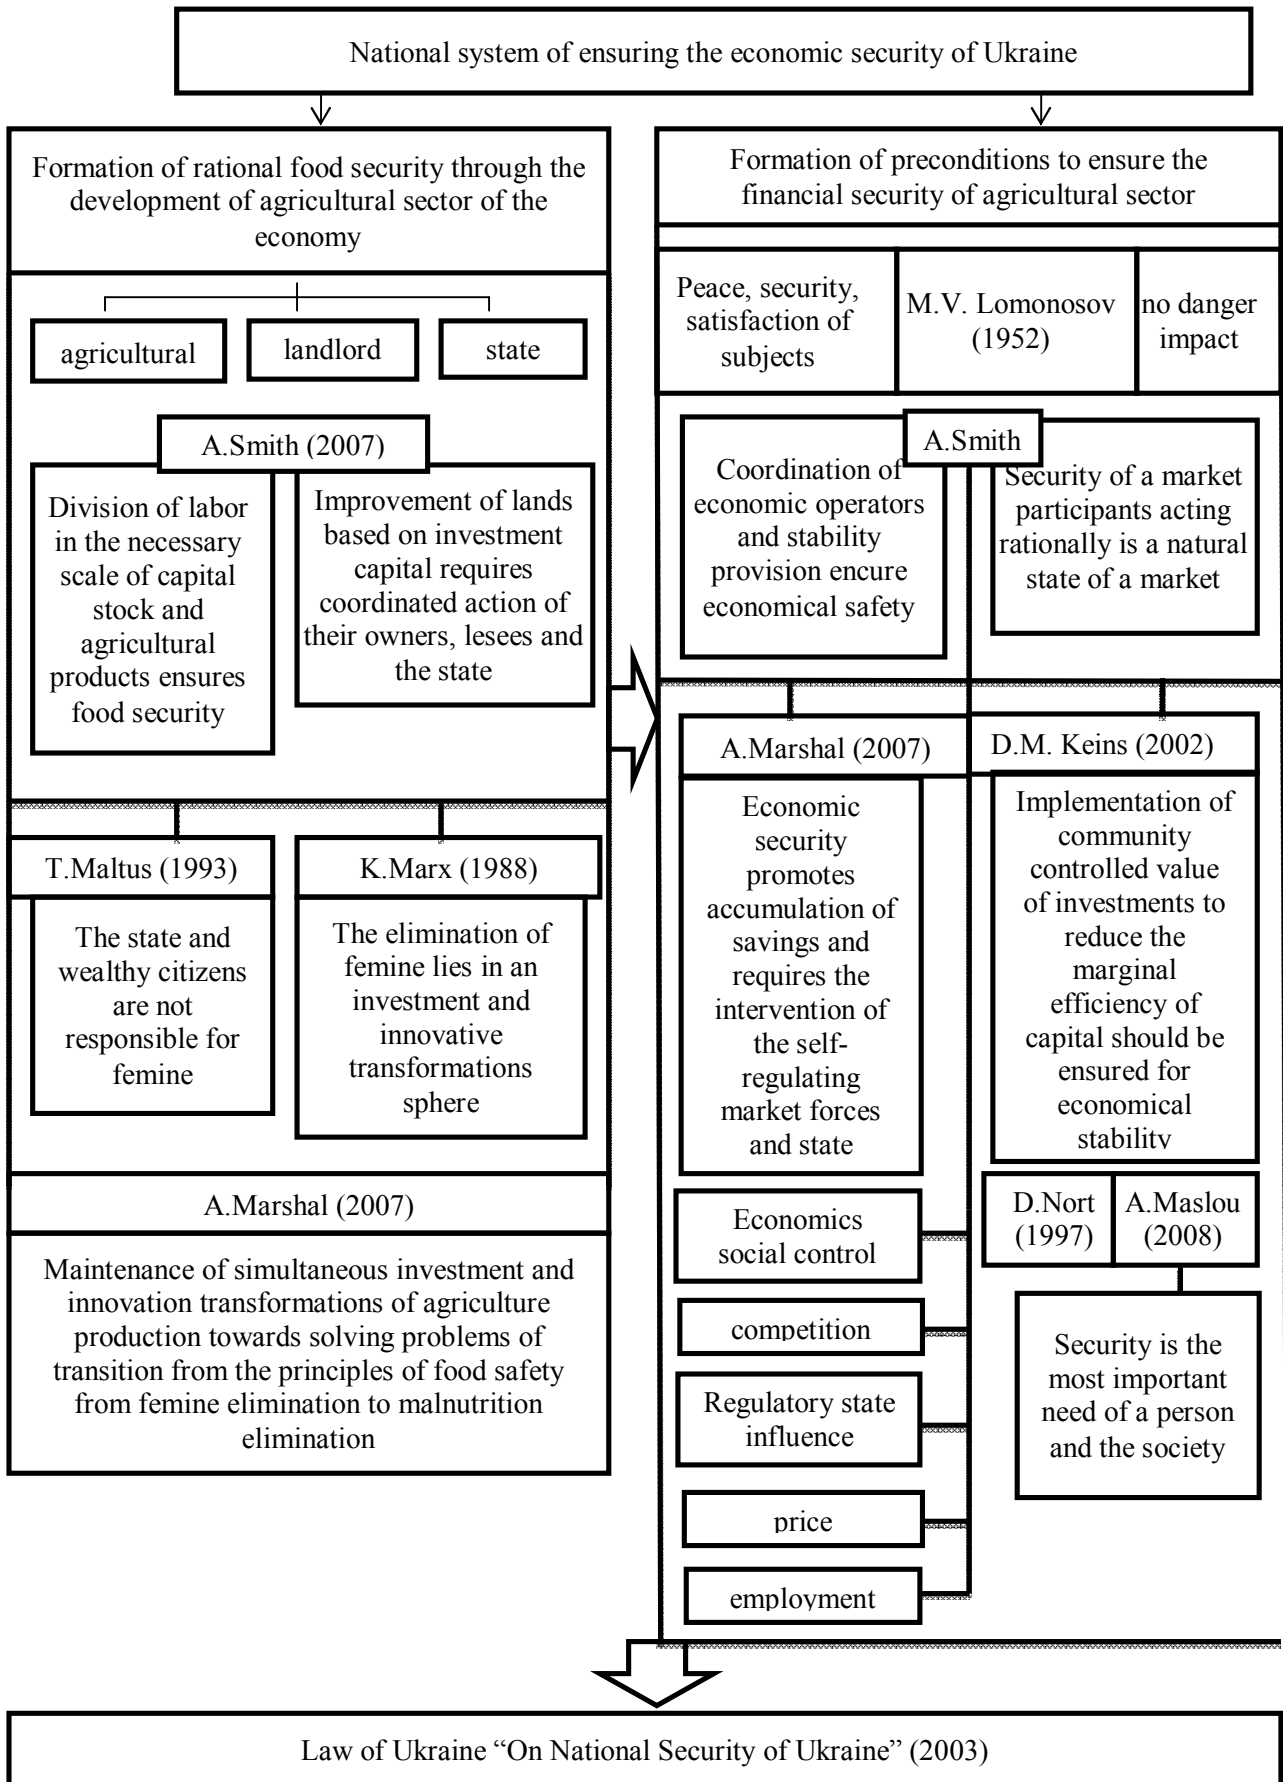 National system of ensuring the economic security of Ukraine
Formation of rational food security through the
development of agricultural sector of the
economy
agricultural
landlord
state
A.Smith (2007)
Division of labor
in the necessary
scale of capital
stock and
agricultural
products ensures
food security
Improvement of lands
based on investment
capital requires
coordinated action of
their owners, lesees and
the state
T.Maltus (1993)
The state and
wealthy citizens
are not
responsible for
femine
K.Marx (1988)
The elimination of
femine lies in an
investment and
innovative
transformations
sphere
A.Marshal (2007)
Maintenance of simultaneous investment and
innovation transformations of agriculture
production towards solving problems of
transition from the principles of food safety
from femine elimination to malnutrition
elimination
Formation of preconditions to ensure the
financial security of agricultural sector
Peace, security,
satisfaction of
subjects
M.V. Lomonosov
(1952)
no danger
impact
A.Smith
Coordination of
economic operators
and stability
provision encure
economical safety
Security of a market
participants acting
rationally is a natural
state of a market
A.Marshal (2007)
Economic
security
promotes
accumulation of
savings and
requires the
intervention of
the self-
regulating
market forces
and state
D.M. Keins (2002)
Implementation of
community
controlled value
of investments to
reduce the
marginal
efficiency of
capital should be
ensured for
economical
stability
Economics
social control
competition
Regulatory state
influence
price
employment
D.Nort
(1997)
A.Maslou
(2008)
Security is the
most important
need of a person
and the society
Law of Ukraine “On National Security of Ukraine” (2003)